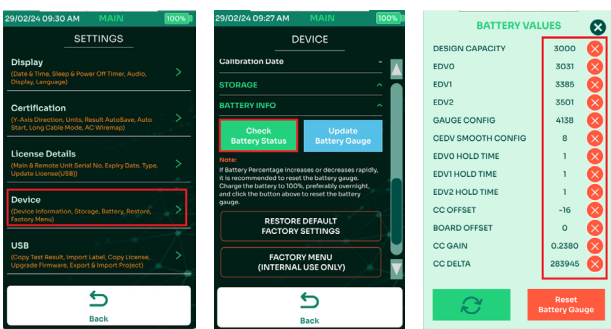 29/02/24 09:30 AM MAIN 100%
SETTINGS
Display
(Date & Time, Sleep & Power Off Timer, Audio,
Display, Language)
Certification
(Y-Axis Direction, Units, Result AutoSave, Auto
Start, Long Cable Mode, AC Wiremap)
License Details
(Main & Remote Unit Serial No, Expiry Date, Type,
Update License(USB))
Device
(Device Information, Storage, Battery, Restore,
Factory Menu)
USB
(Copy Test Result, Import Label, Copy License,
Upgrade Firmware, Export & Import Project)
Back
29/02/24 09:27 AM MAIN 100%
DEVICE
Calibration Date -
STORAGE
BATTERY INFO
Check
Battery Status
Update
Battery Gauge
Note:
If Battery Percentage increases or decreases rapidly,
it is recommended to reset the battery gauge.
Charge the battery to 100%, preferably overnight,
and click the button above to reset the battery
gauge.
RESTORE DEFAULT
FACTORY SETTINGS
FACTORY MENU
(INTERNAL USE ONLY)
Back
BATTERY VALUES
DESIGN CAPACITY 3000
EDV0 3031
EDV1 3385
EDV2 3501
GAUGE CONFIG 4138
CEDV SMOOTH CONFIG 8
EDV0 HOLD TIME 1
EDV1 HOLD TIME 1
EDV2 HOLD TIME 1
CC OFFSET -16
BOARD OFFSET 0
CC GAIN 0.2380
CC DELTA 283945
Reset
Battery Gauge